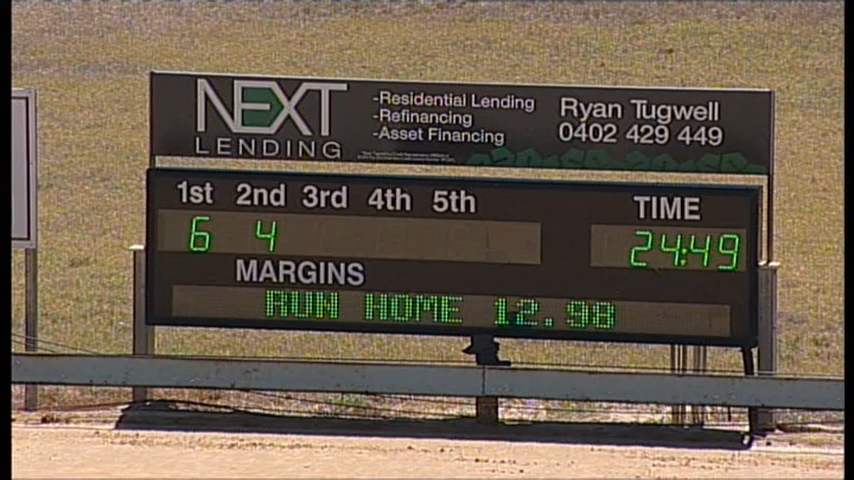 NEXT
LENDING
-Residential Lending
-Refinancing
-Asset Financing
Ryan Tugwell
0402 429 449
1st 2nd 3rd 4th 5th
TIME
6 4
24:49
MARGINS
RUN HOME 12.98